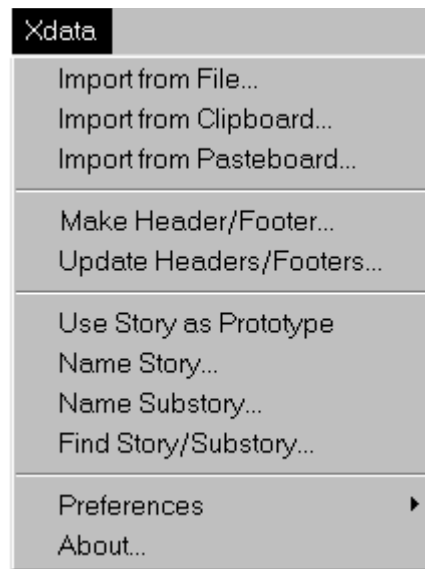 Xdata
Import from File...
Import from Clipboard...
Import from Pasteboard...
Make Header/Footer...
Update Headers/Footers...
Use Story as Prototype
Name Story...
Name Substory...
Find Story/Substory...
Preferences
About...